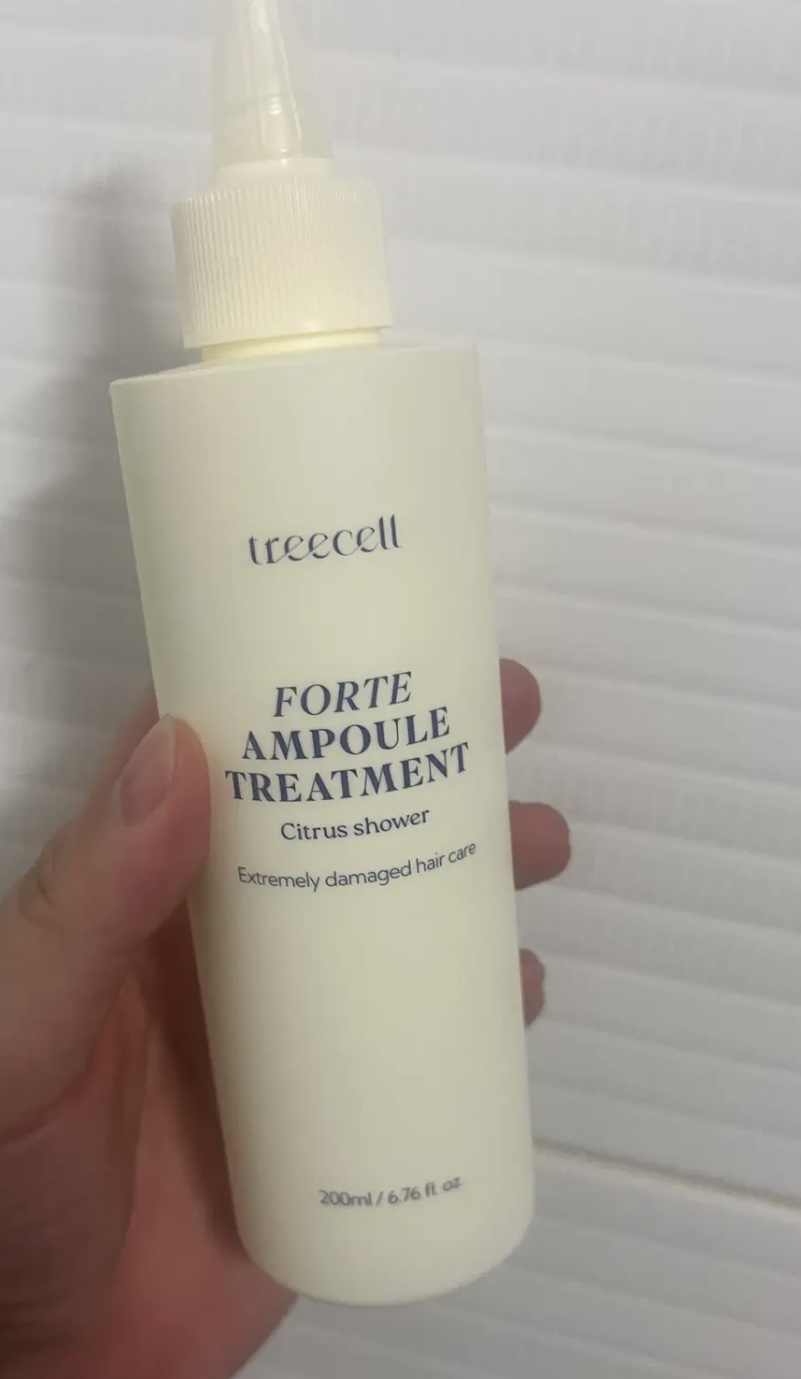 treecell
FORTE
AMPOULE
TREATMENT
Citrus shower
Extremely damaged hair care
200ml / 6.76 fl oz